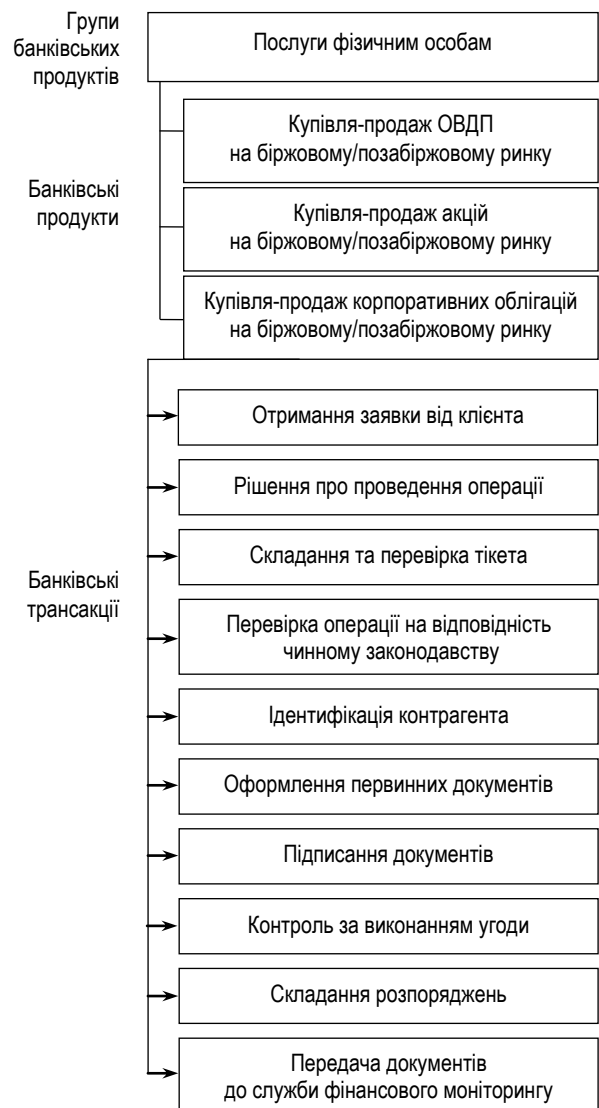 Групи
банківських
продуктів
Послуги фізичним особам
Купівля-продаж ОВДП
на біржовому/позабіржовому ринку
Банківські
продукти
Купівля-продаж акцій
на біржовому/позабіржовому ринку
Купівля-продаж корпоративних облігацій
на біржовому/позабіржовому ринку
Отримання заявки від клієнта
Рішення про проведення операції
Складання та перевірка тікета
Банківські
трансакції
Перевірка операції на відповідність
чинному законодавству
Ідентифікація контрагента
Оформлення первинних документів
Підписання документів
Контроль за виконанням угоди
Складання розпоряджень
Передача документів
до служби фінансового моніторингу